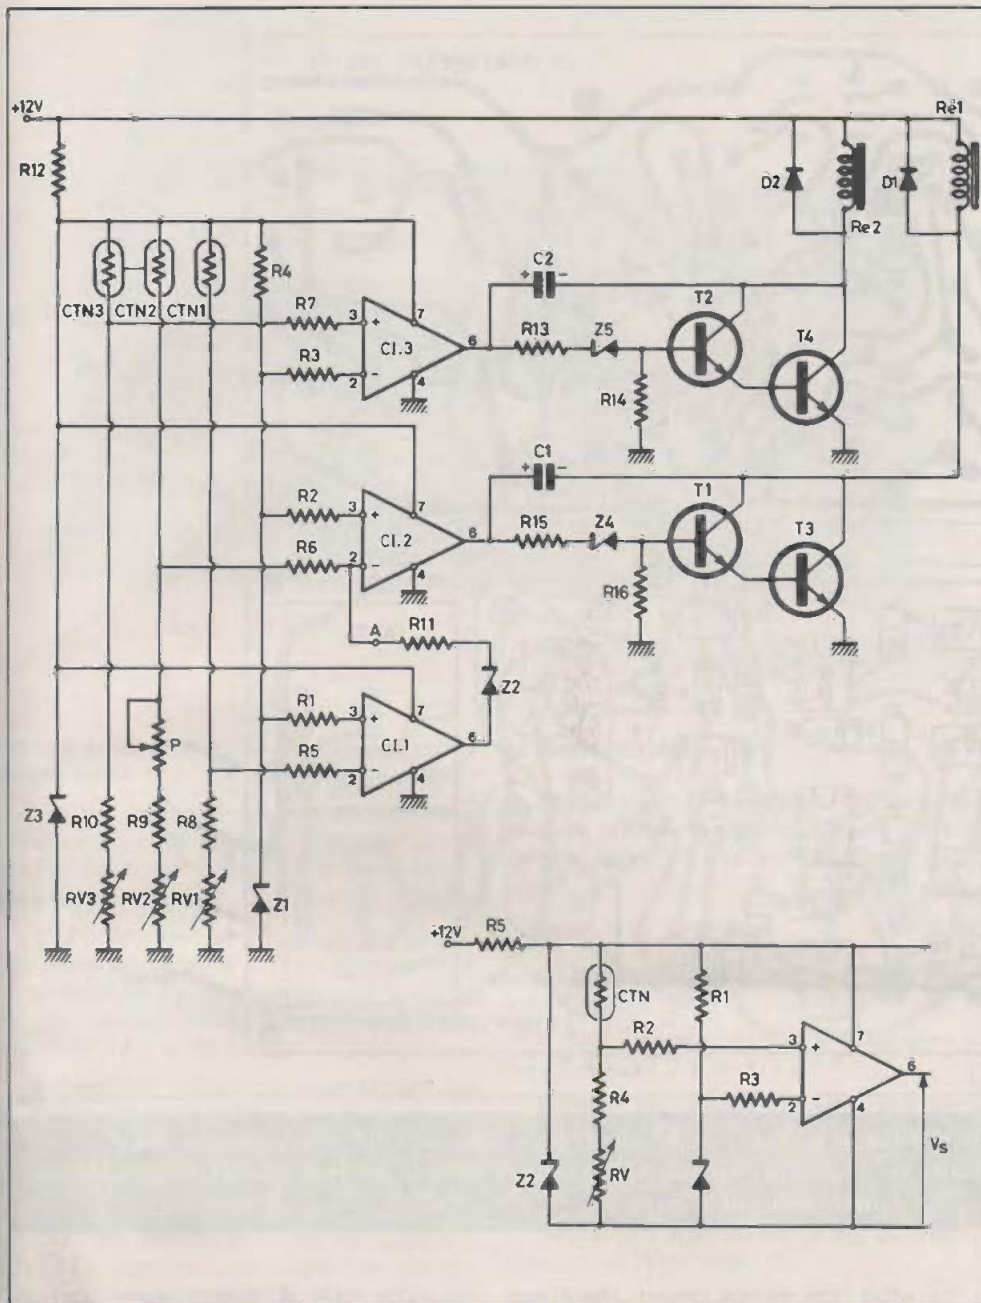 +12V
Ré1
R12
D2
D1
Re2
R4
C2
CTN3
CTN2
CTN1
R7
3
+
7
T2
R13
Z5
6
CI.3
T4
R3
2
-
4
R14
C1
R2
3
+
7
T1
R15
Z4
6
CI.2
T3
R6
2
-
4
R16
A
R11
Z2
R1
3
+
7
P
CI.1
6
R5
2
-
4
Z3
R10
R9
R8
RV3
RV2
RV1
Z1
+12V
R5
CTN
R1
R2
3
+
7
6
R4
R3
2
-
4
Z2
RV
Vs